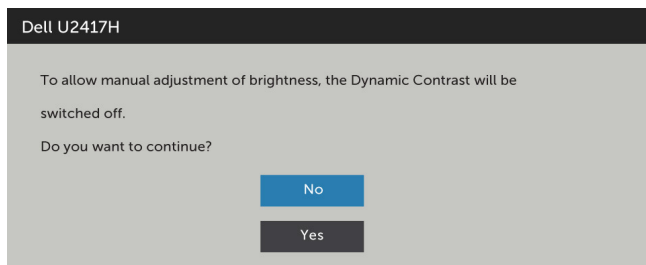 Dell U2417H
To allow manual adjustment of brightness, the Dynamic Contrast will be
switched off.
Do you want to continue?
No
Yes